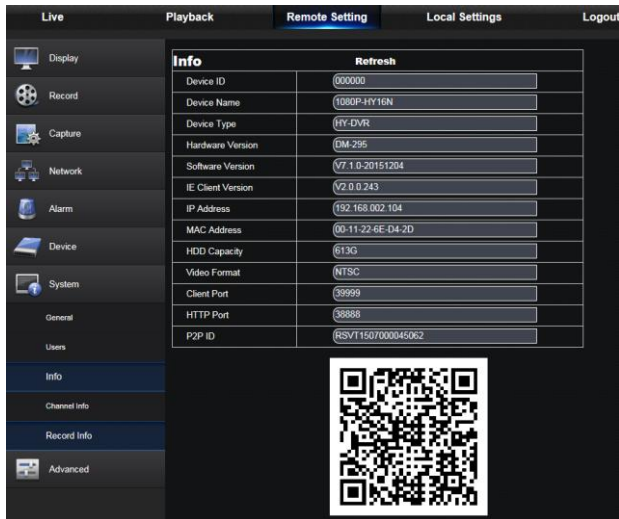 Live Playback Remote Setting Local Settings Logout
Display
Record
Capture
Network
Alarm
Device
System
General
Users
Info
Channel Info
Record Info
Advanced
Info Refresh
Device ID 000000
Device Name 1080P-HY16N
Device Type HY-DVR
Hardware Version DM-295
Software Version V7.1.0-20151204
IE Client Version V2.0.0.243
IP Address 192.168.002.104
MAC Address 00-11-22-6E-D4-2D
HDD Capacity 613G
Video Format NTSC
Client Port 39999
HTTP Port 38888
P2P ID RSVT1507000045062